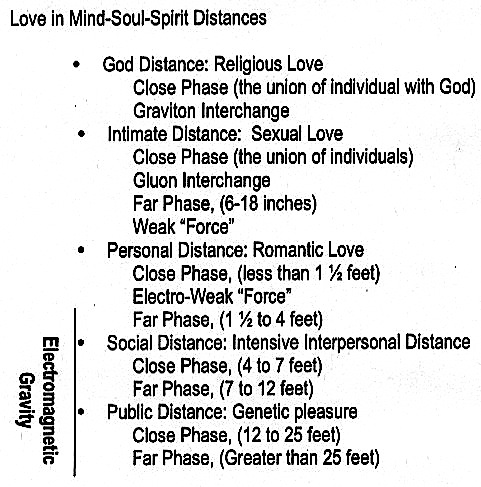 Love in Mind-Soul-Spirit Distances
• God Distance: Religious Love
Close Phase (the union of individual with God)
Graviton Interchange
• Intimate Distance: Sexual Love
Close Phase (the union of individuals)
Gluon Interchange
Far Phase, (6-18 inches)
Weak “Force”
• Personal Distance: Romantic Love
Close Phase, (less than 1 ½ feet)
Electro-Weak “Force”
Far Phase, (1 ½ to 4 feet)
• Social Distance: Intensive Interpersonal Distance
Close Phase, (4 to 7 feet)
Far Phase, (7 to 12 feet)
• Public Distance: Genetic pleasure
Close Phase, (12 to 25 feet)
Far Phase, (Greater than 25 feet)
Electromagnetic
Gravity